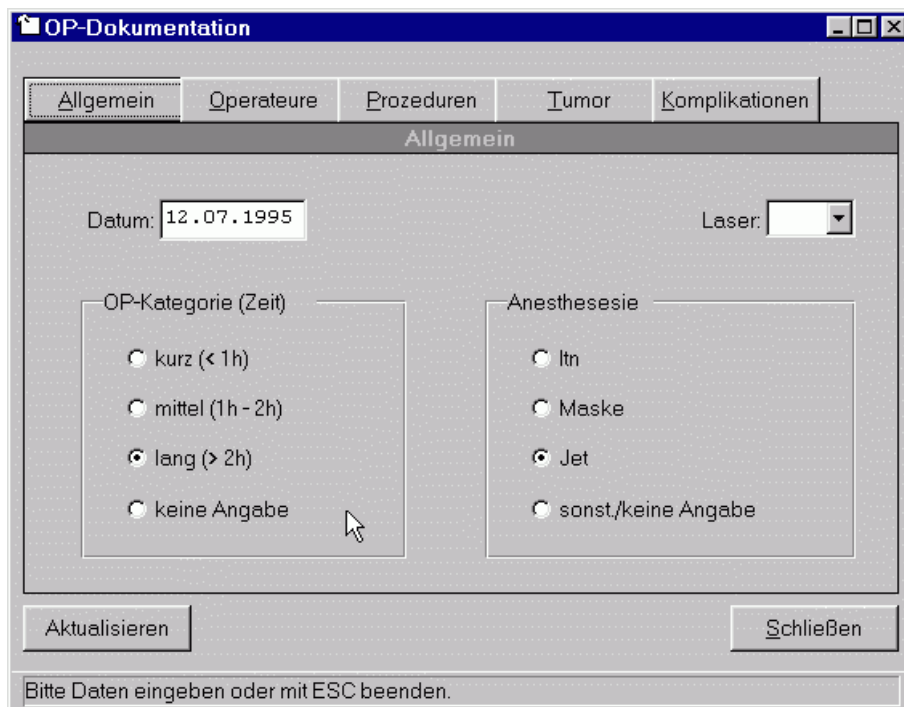 OP-Dokumentation
Allgemein Operateure Prozeduren Tumor Komplikationen
Allgemein
Datum: 12.07.1995 Laser:
OP-Kategorie (Zeit)
kurz (< 1h)
mittel (1h - 2h)
lang (> 2h)
keine Angabe
Anesthesesie
Itn
Maske
Jet
sonst./keine Angabe
Aktualisieren Schließen
Bitte Daten eingeben oder mit ESC beenden.